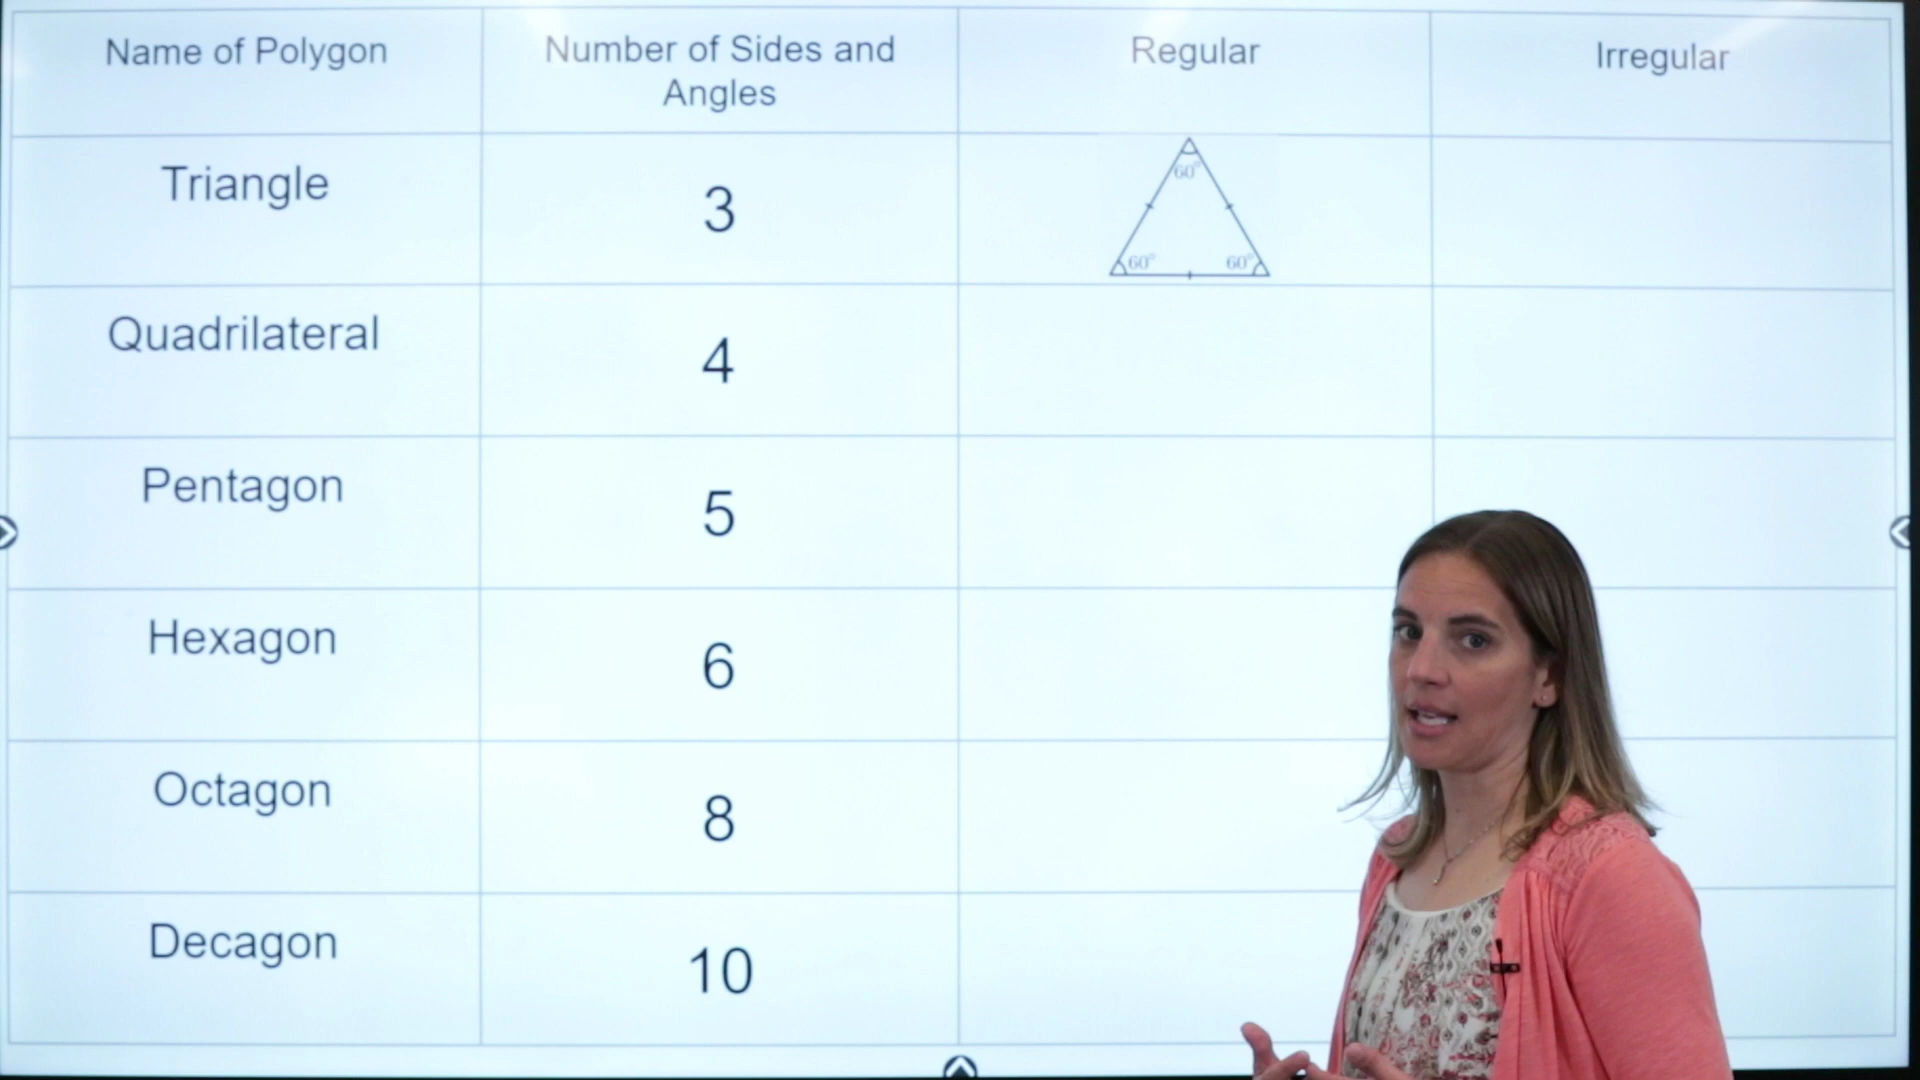 Name of Polygon
Number of Sides and
Angles
Regular
Irregular
Triangle
3
60°
60°
60°
Quadrilateral
4
Pentagon
5
Hexagon
6
Octagon
8
Decagon
10